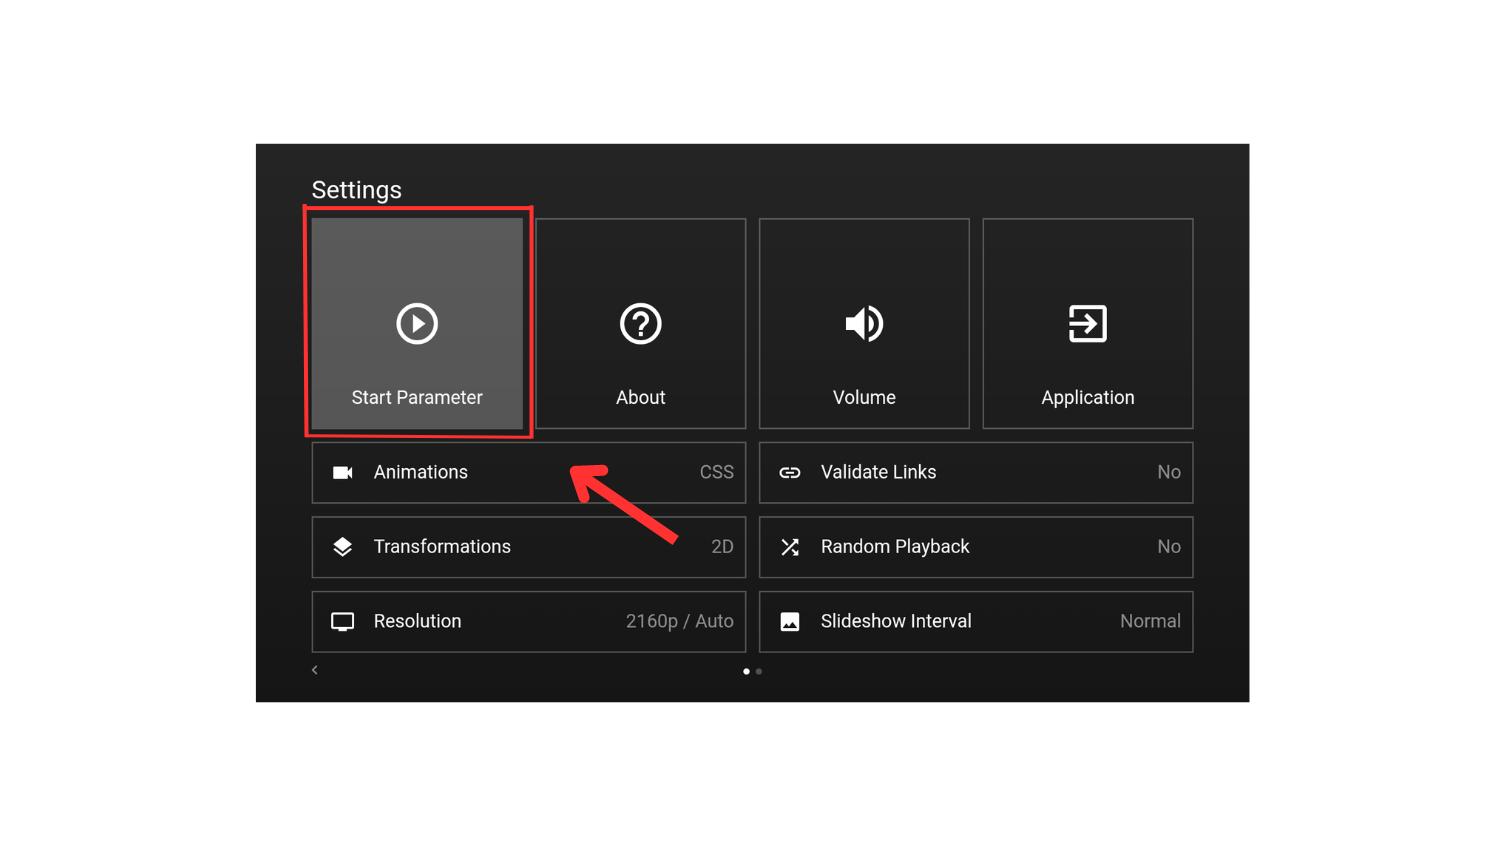 Settings
Start Parameter
About
Volume
Application
Animations CSS
Validate Links No
Transformations 2D
Random Playback No
Resolution 2160p / Auto
Slideshow Interval Normal